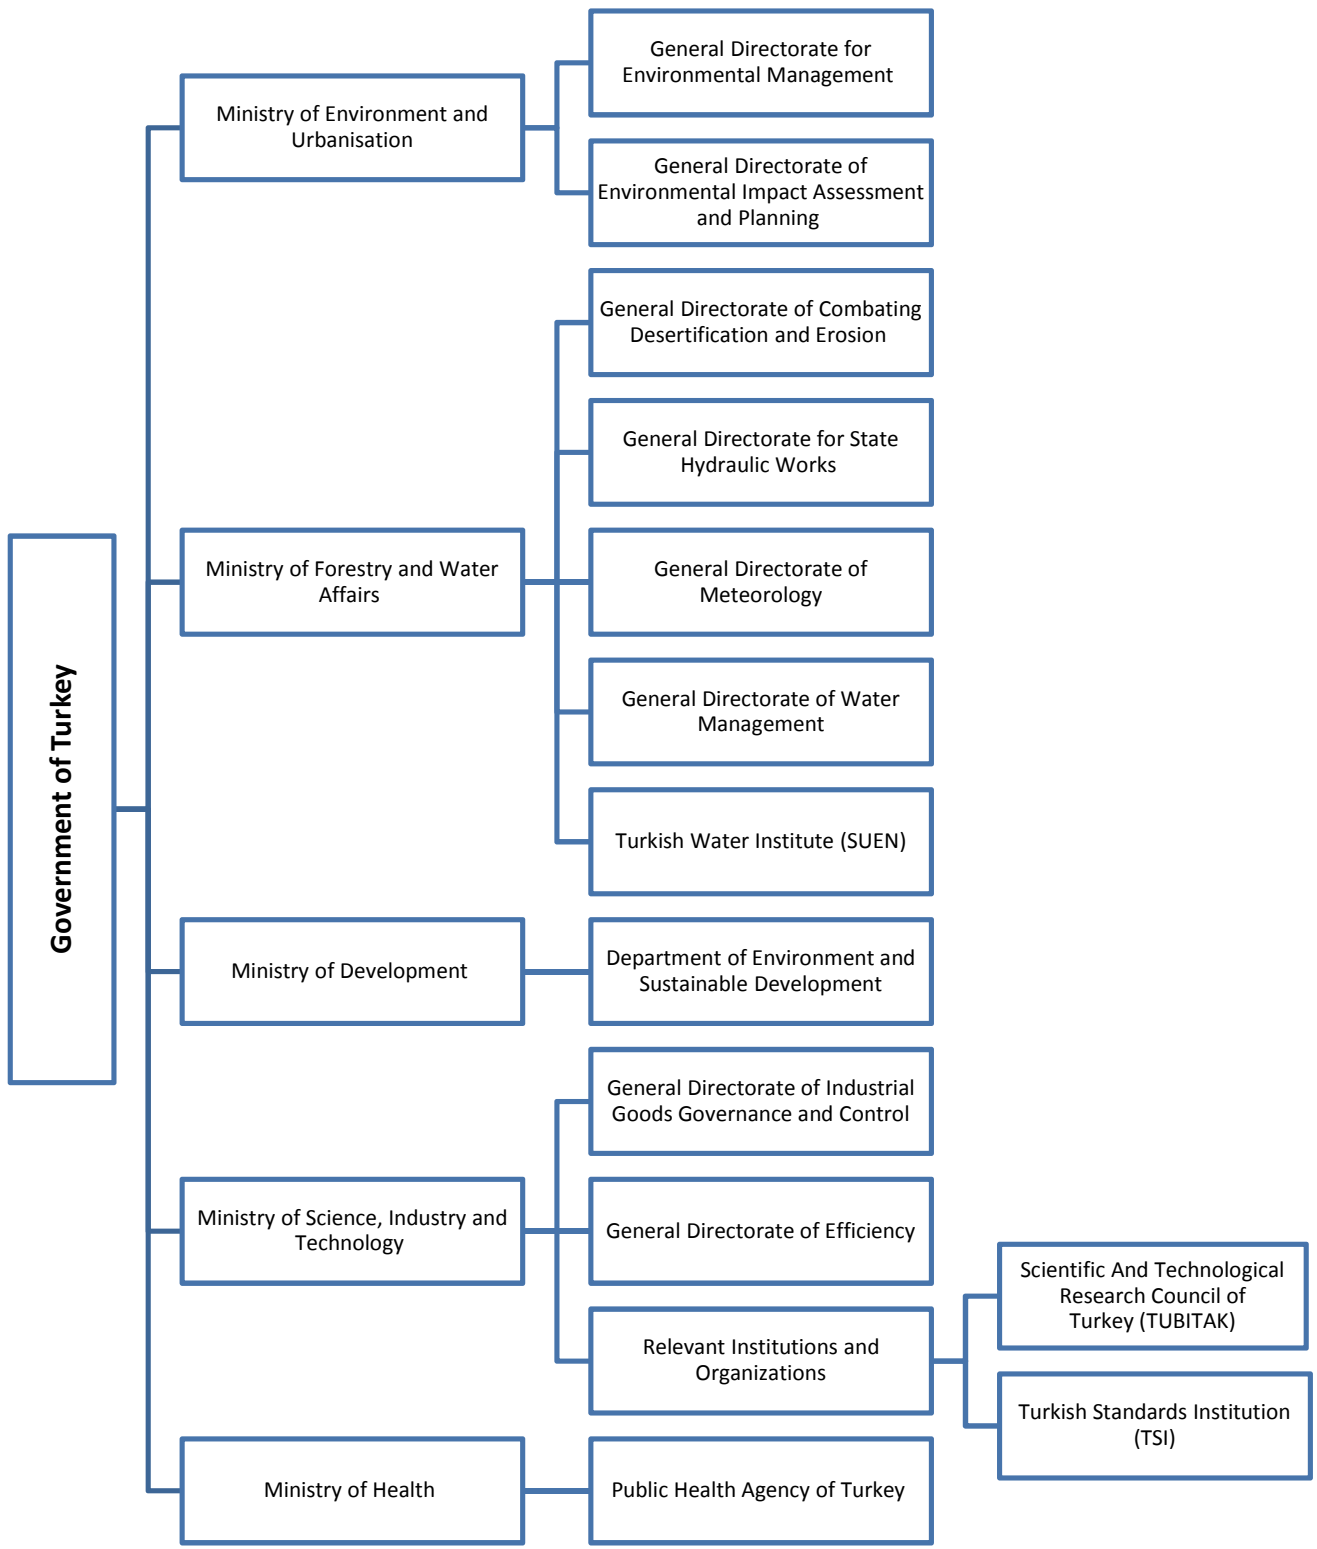 Government of Turkey
Ministry of Environment and
Urbanisation
General Directorate for
Environmental Management
General Directorate of
Environmental Impact Assessment
and Planning
Ministry of Forestry and Water
Affairs
General Directorate of Combating
Desertification and Erosion
General Directorate for State
Hydraulic Works
General Directorate of
Meteorology
General Directorate of Water
Management
Turkish Water Institute (SUEN)
Ministry of Development
Department of Environment and
Sustainable Development
Ministry of Science, Industry and
Technology
General Directorate of Industrial
Goods Governance and Control
General Directorate of Efficiency
Relevant Institutions and
Organizations
Scientific And Technological
Research Council of
Turkey (TUBITAK)
Turkish Standards Institution
(TSI)
Ministry of Health
Public Health Agency of Turkey